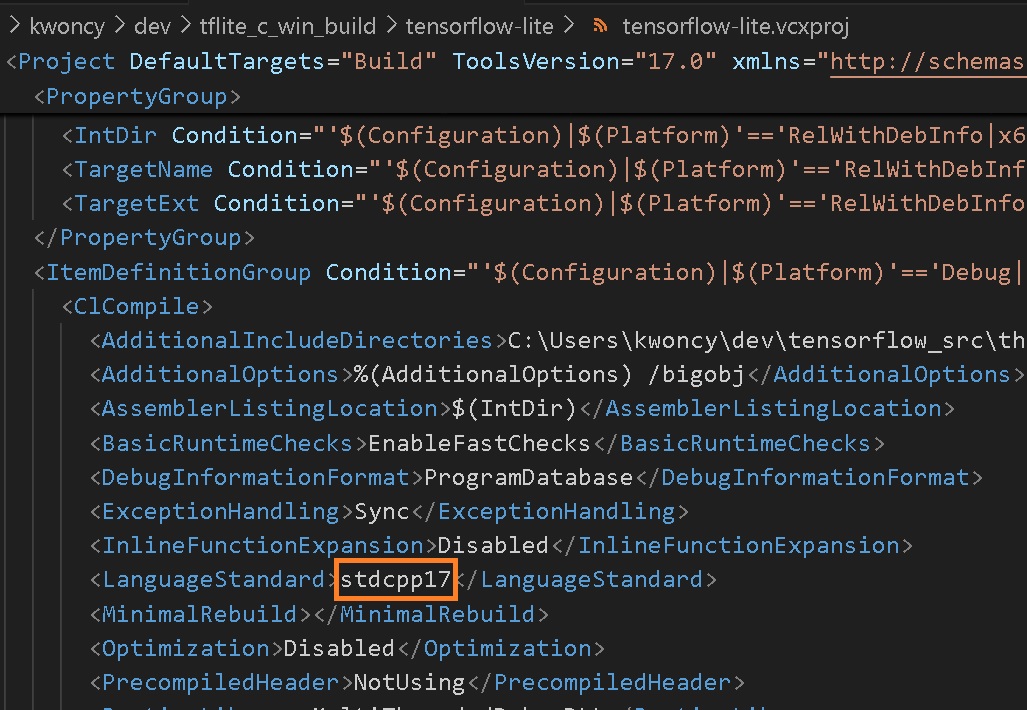 > kwoncy > dev > tflite_c_win_build > tensorflow-lite > tensorflow-lite.vcxproj
<Project DefaultTargets="Build" ToolsVersion="17.0" xmlns="http://schemas
<PropertyGroup>
<IntDir Condition="'$(Configuration)|$(Platform)'=='RelWithDebInfo|x6
<TargetName Condition="'$(Configuration)|$(Platform)'=='RelWithDebInf
<TargetExt Condition="'$(Configuration)|$(Platform)'=='RelWithDebInfo
</PropertyGroup>
<ItemDefinitionGroup Condition="'$(Configuration)|$(Platform)'=='Debug|
<ClCompile>
<AdditionalIncludeDirectories>C:\Users\kwoncy\dev\tensorflow_src\th
<AdditionalOptions>%(AdditionalOptions) /bigobj</AdditionalOptions>
<AssemblerListingLocation>$(IntDir)</AssemblerListingLocation>
<BasicRuntimeChecks>EnableFastChecks</BasicRuntimeChecks>
<DebugInformationFormat>ProgramDatabase</DebugInformationFormat>
<ExceptionHandling>Sync</ExceptionHandling>
<InlineFunctionExpansion>Disabled</InlineFunctionExpansion>
<LanguageStandard>stdcpp17</LanguageStandard>
<MinimalRebuild></MinimalRebuild>
<Optimization>Disabled</Optimization>
<PrecompiledHeader>NotUsing</PrecompiledHeader>